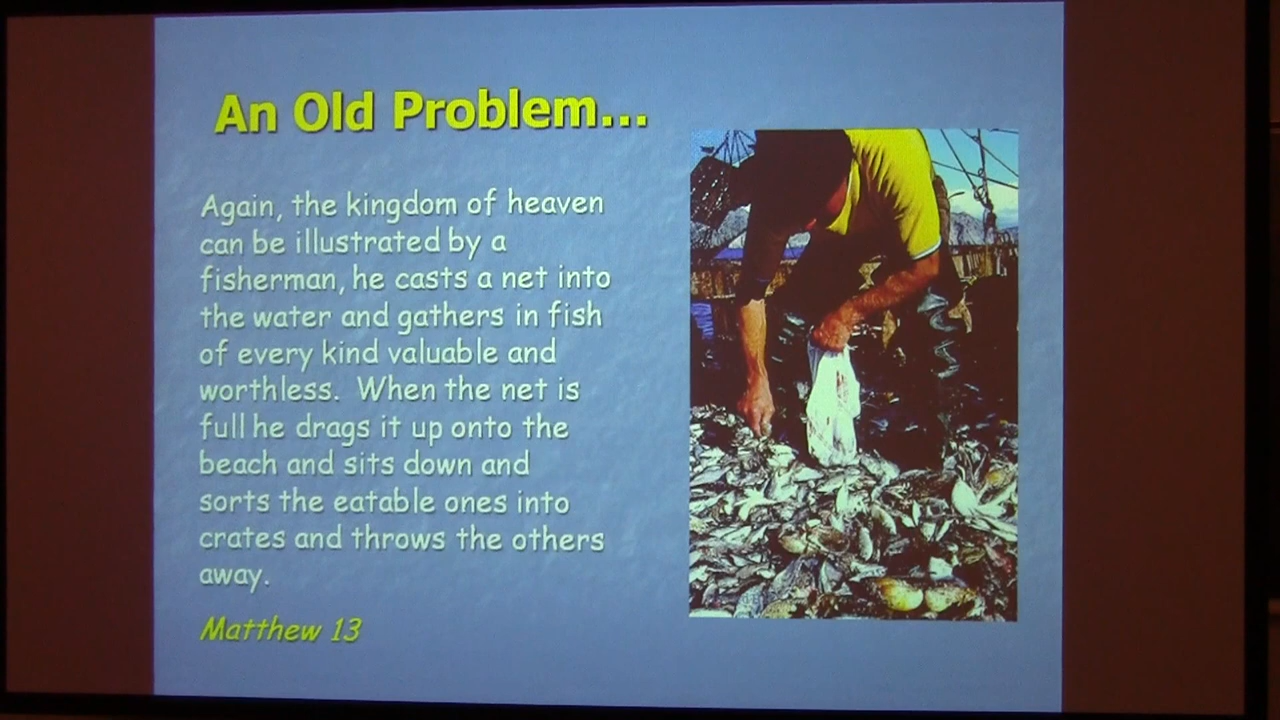 An Old Problem...
Again, the kingdom of heaven
can be illustrated by a
fisherman, he casts a net into
the water and gathers in fish
of every kind valuable and
worthless.  When the net is
full he drags it up onto the
beach and sits down and
sorts the eatable ones into
crates and throws the others
away.
Matthew 13